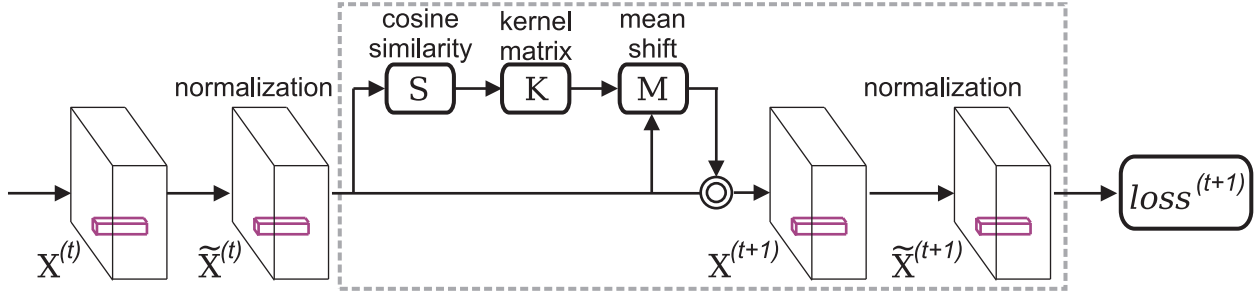 cosine
similarity
kernel
matrix
mean
shift
normalization
S
K
M
normalization
X^(t)
X̃^(t)
X^(t+1)
X̃^(t+1)
loss^(t+1)